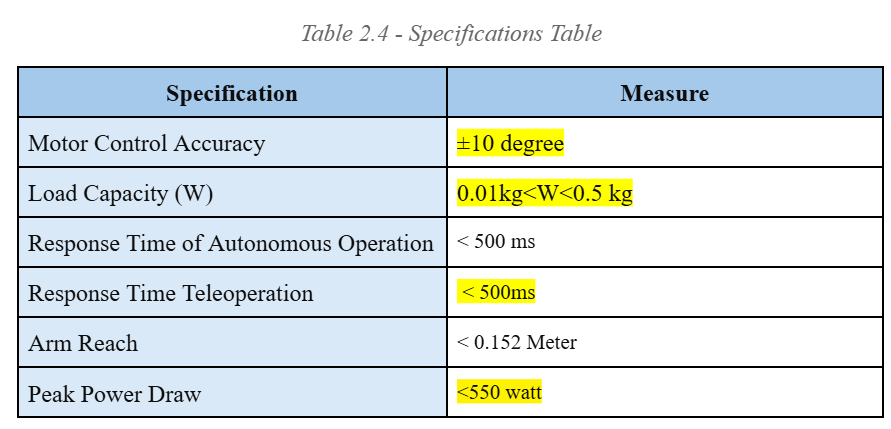 Table 2.4 - Specifications Table
Specification Measure
Motor Control Accuracy ±10 degree
Load Capacity (W) 0.01kg<W<0.5 kg
Response Time of Autonomous Operation < 500 ms
Response Time Teleoperation < 500ms
Arm Reach < 0.152 Meter
Peak Power Draw <550 watt